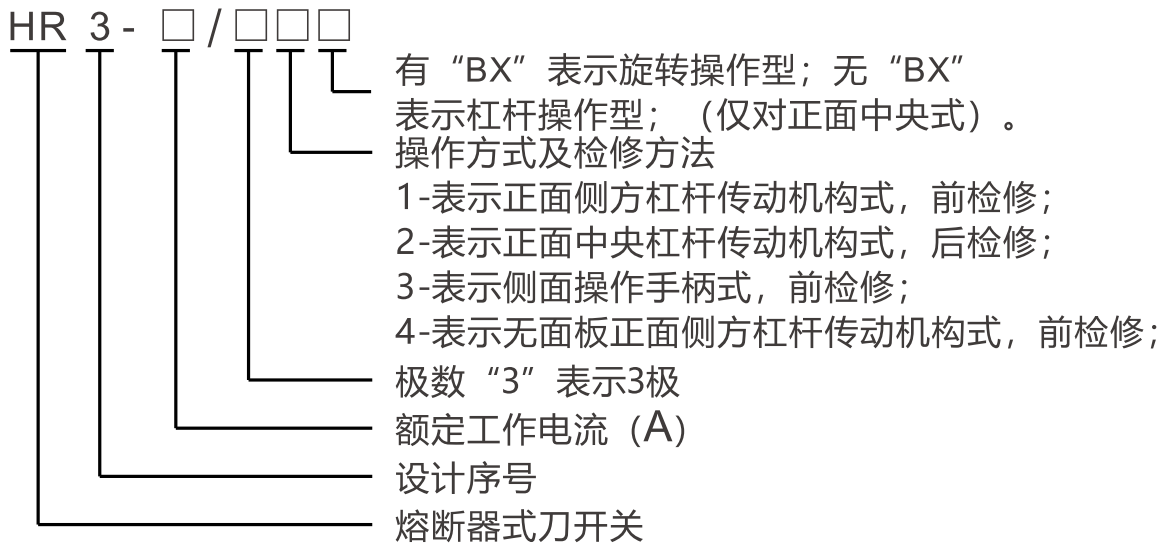 HR 3 - □ / □ □ □
有“BX”表示旋转操作型；无“BX”
表示杠杆操作型；（仅对正面中央式）。
操作方式及检修方法
1-表示正面侧方杠杆传动机构式，前检修；
2-表示正面中央杠杆传动机构式，后检修；
3-表示侧面操作手柄式，前检修；
4-表示无面板正面侧方杠杆传动机构式，前检修；
极数“3”表示3极
额定工作电流（A）
设计序号
熔断器式刀开关